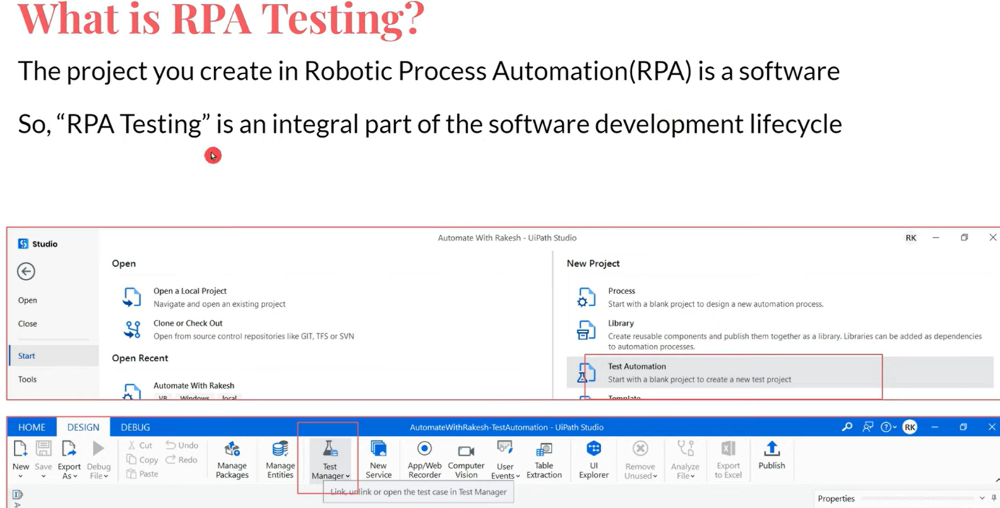 What is RPA Testing?
The project you create in Robotic Process Automation(RPA) is a software
So, “RPA Testing” is an integral part of the software development lifecycle
Studio
Automate With Rakesh - UiPath Studio
RK
Open
Close
Start
Tools
Open
Open a Local Project
Navigate and open an existing project
Clone or Check Out
Open from source control repositories like GIT, TFS or SVN
Open Recent
Automate With Rakesh
VB Windows local
New Project
Process
Start with a blank project to design a new automation process.
Library
Create reusable components and publish them together as a library. Libraries can be added as dependencies
to automation processes.
Test Automation
Start with a blank project to create a new test project
Template
HOME DESIGN DEBUG
AutomateWithRakesh-TestAutomation - UiPath Studio
RK
New
Save
Export
As
Debug
File
Cut
Copy
Paste
Undo
Redo
Manage
Packages
Manage
Entities
Test
Manager
New
Service
App/Web
Recorder
Computer
Vision
User
Events
Table
Extraction
UI
Explorer
Remove
Unused
Analyze
File
Export
to Excel
Publish
Link, unlink or open the test case in Test Manager
Properties